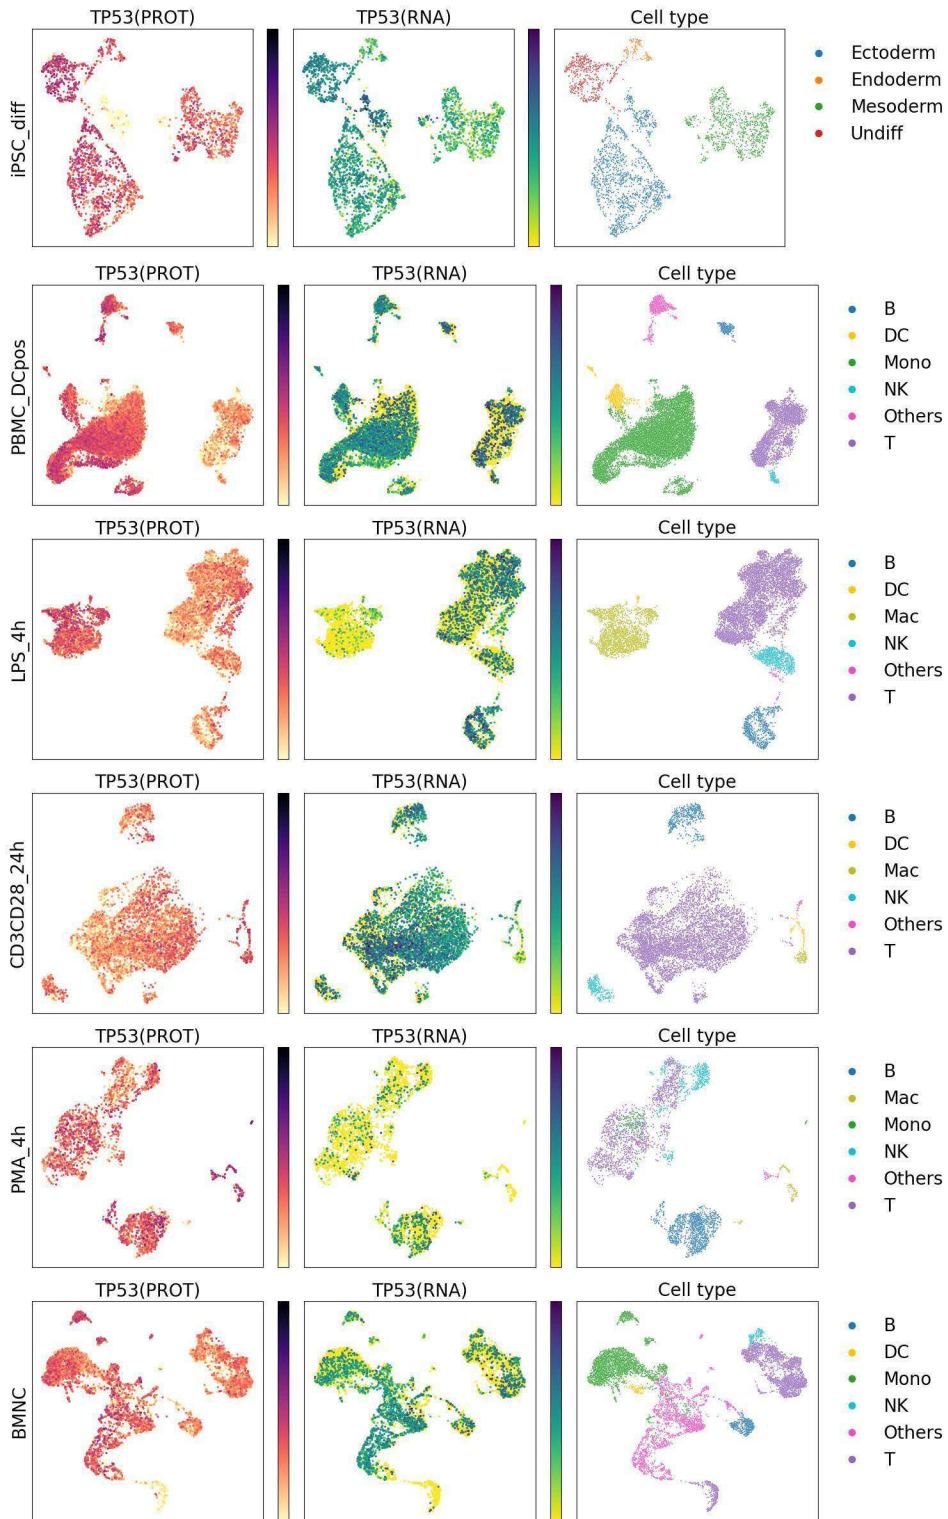 TP53(PROT) TP53(RNA) Cell type
iPSC_diff
Ectoderm
Endoderm
Mesoderm
Undiff
TP53(PROT) TP53(RNA) Cell type
PBMC_DCpos
B
DC
Mono
NK
Others
T
TP53(PROT) TP53(RNA) Cell type
LPS_4h
B
DC
Mac
NK
Others
T
TP53(PROT) TP53(RNA) Cell type
CD3CD28_24h
B
DC
Mac
NK
Others
T
TP53(PROT) TP53(RNA) Cell type
PMA_4h
B
Mac
Mono
NK
Others
T
TP53(PROT) TP53(RNA) Cell type
BMNC
B
DC
Mono
NK
Others
T